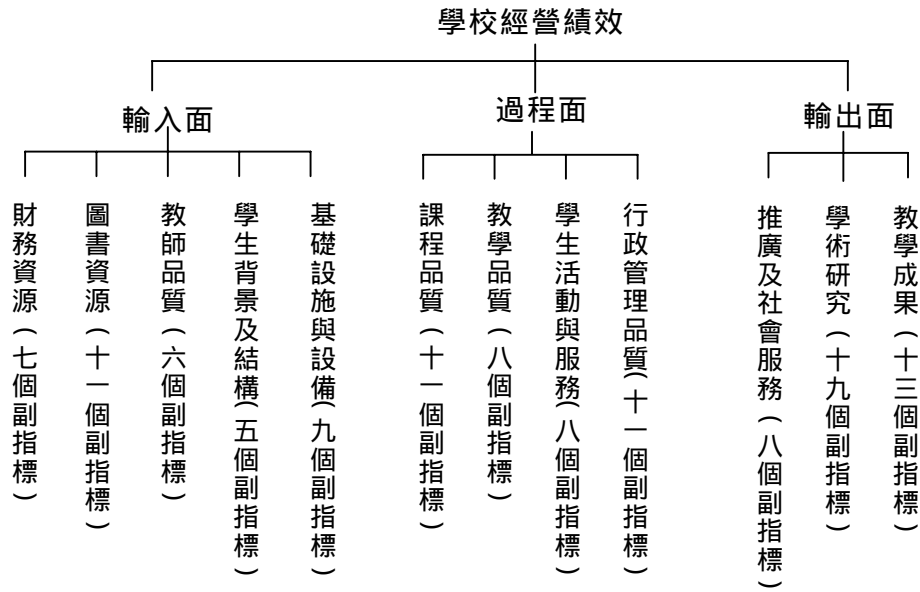 學校經營績效
輸入面
過程面
輸出面
財務資源(七個副指標)
圖書資源(十一個副指標)
教師品質(六個副指標)
學生背景及結構(五個副指標)
基礎設施與設備(九個副指標)
課程品質(十一個副指標)
教學品質(八個副指標)
學生活動與服務(八個副指標)
行政管理品質(十一個副指標)
推廣及社會服務(八個副指標)
學術研究(十九個副指標)
教學成果(十三個副指標)